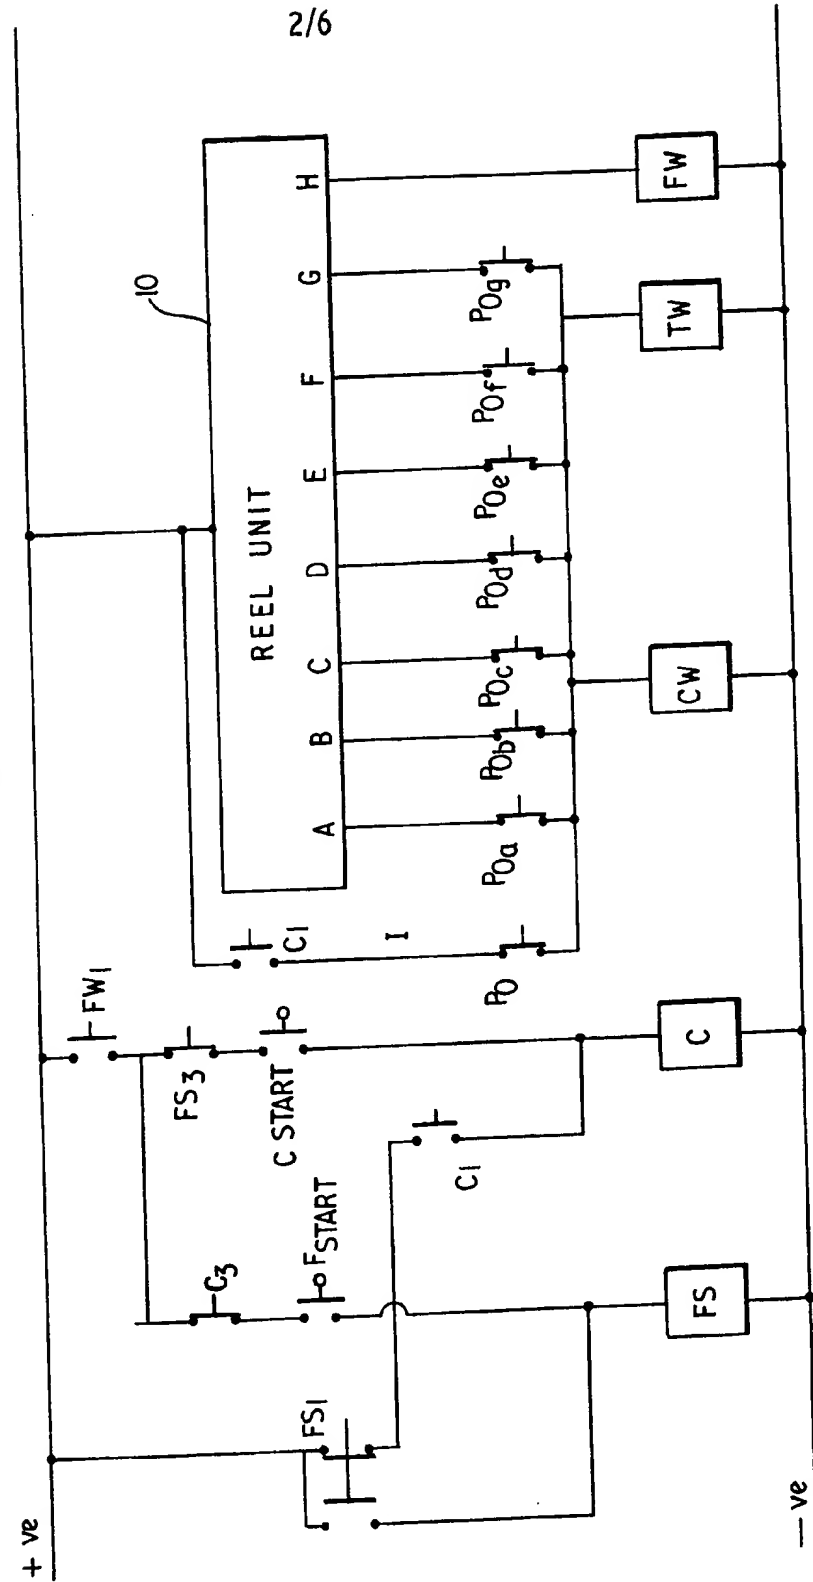 2/6
+ ve
FS1
C3
FSTART
FW1
FS3
C START
C1
C1
I
P0
10
REEL UNIT
A
B
C
D
E
F
G
H
P0a
P0b
P0c
P0d
P0e
P0f
P0g
FS
C
CW
TW
FW
— ve